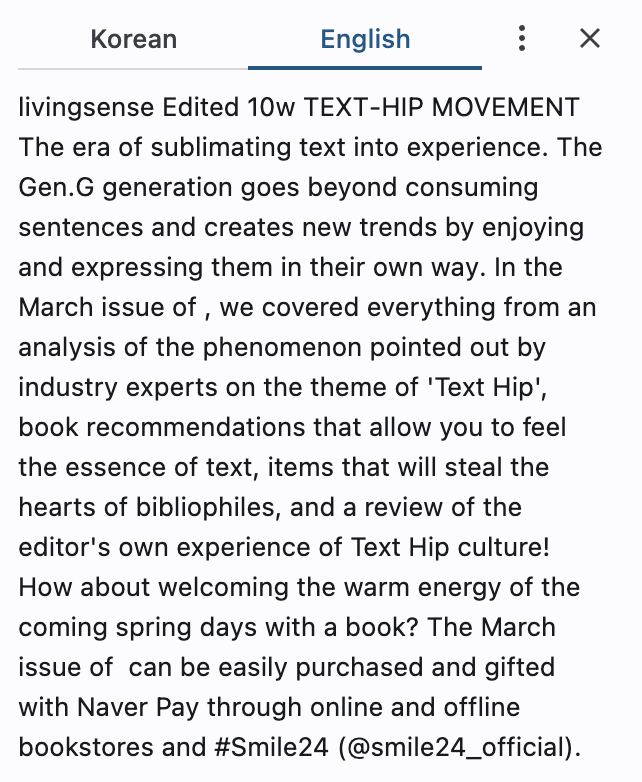 Korean English
livingsense Edited 10w TEXT-HIP MOVEMENT
The era of sublimating text into experience. The
Gen.G generation goes beyond consuming
sentences and creates new trends by enjoying
and expressing them in their own way. In the
March issue of , we covered everything from an
analysis of the phenomenon pointed out by
industry experts on the theme of 'Text Hip',
book recommendations that allow you to feel
the essence of text, items that will steal the
hearts of bibliophiles, and a review of the
editor's own experience of Text Hip culture!
How about welcoming the warm energy of the
coming spring days with a book? The March
issue of  can be easily purchased and gifted
with Naver Pay through online and offline
bookstores and #Smile24 (@smile24_official).